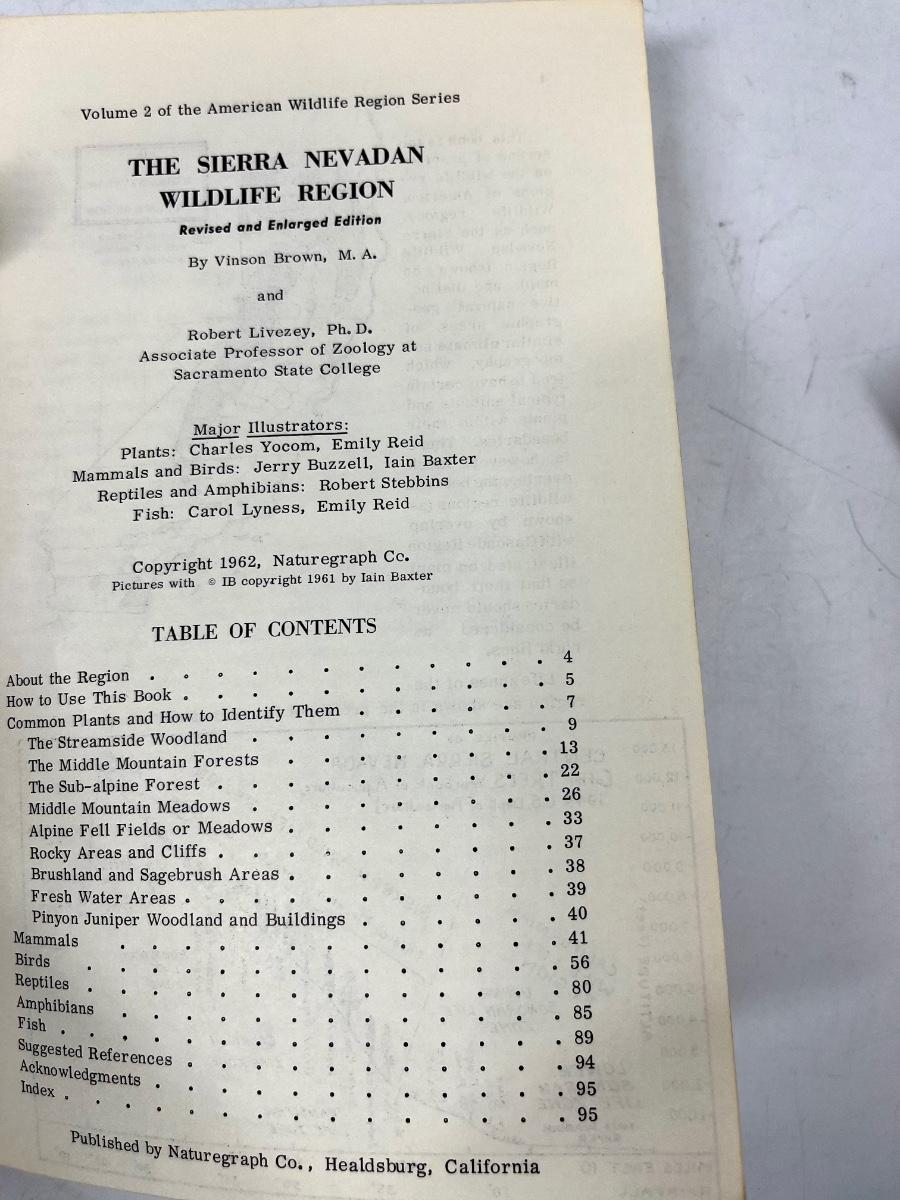 Volume 2 of the American Wildlife Region Series
THE SIERRA NEVADAN
WILDLIFE REGION
Revised and Enlarged Edition
By Vinson Brown, M. A.
and
Robert Livezey, Ph. D.
Associate Professor of Zoology at
Sacramento State College
Major Illustrators:
Plants: Charles Yocom, Emily Reid
Mammals and Birds: Jerry Buzzell, Iain Baxter
Reptiles and Amphibians: Robert Stebbins
Fish: Carol Lyness, Emily Reid
Copyright 1962, Naturegraph Co.
Pictures with © IB copyright 1961 by Iain Baxter
TABLE OF CONTENTS
About the Region . . . . . . . . . . . . 4
How to Use This Book . . . . . . . . . . . 5
Common Plants and How to Identify Them . . . . . . 7
The Streamside Woodland . . . . . . . . . 9
The Middle Mountain Forests . . . . . . . . 13
The Sub-alpine Forest . . . . . . . . . . 22
Middle Mountain Meadows . . . . . . . . . 26
Alpine Fell Fields or Meadows . . . . . . . . 33
Rocky Areas and Cliffs . . . . . . . . . . 37
Brushland and Sagebrush Areas . . . . . . . . 38
Fresh Water Areas . . . . . . . . . . . 39
Pinyon Juniper Woodland and Buildings . . . . . . 40
Mammals . . . . . . . . . . . . . 41
Birds . . . . . . . . . . . . . . 56
Reptiles . . . . . . . . . . . . . . 80
Amphibians . . . . . . . . . . . . . 85
Fish . . . . . . . . . . . . . . . 89
Suggested References . . . . . . . . . . . 94
Acknowledgments . . . . . . . . . . . . 95
Index . . . . . . . . . . . . . . . 95
Published by Naturegraph Co., Healdsburg, California